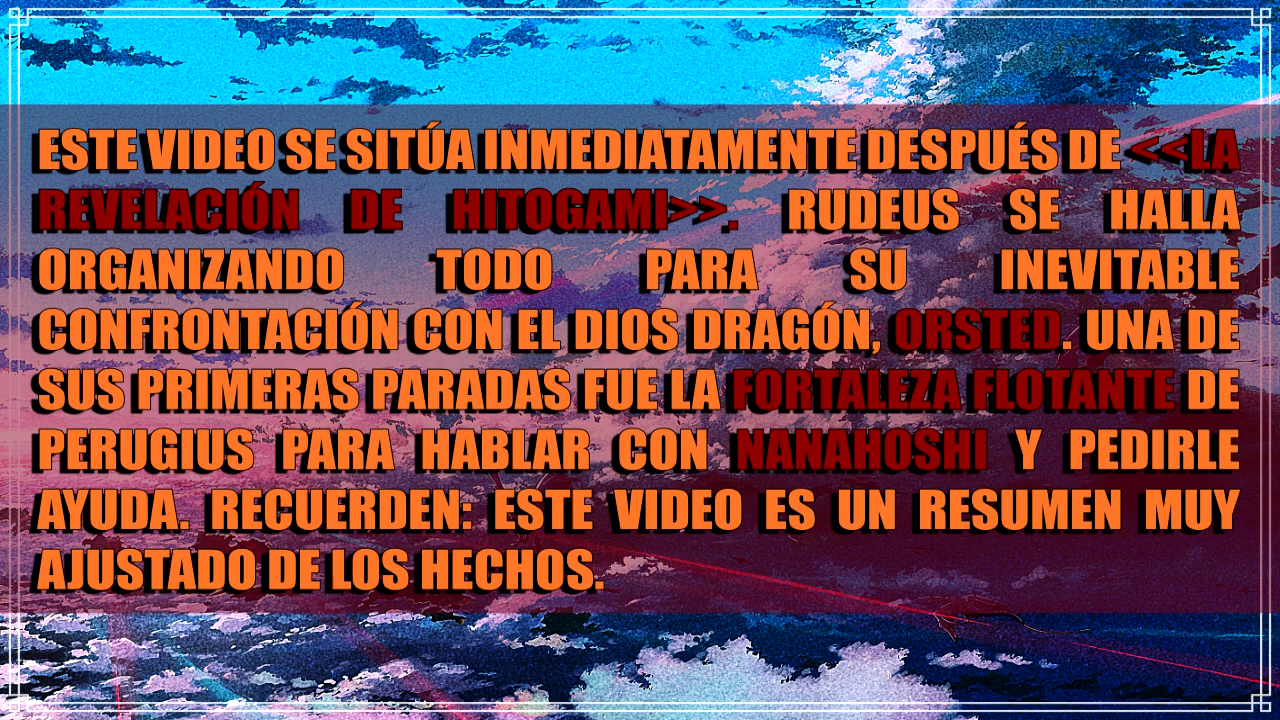 ESTE VIDEO SE SITÚA INMEDIATAMENTE DESPUÉS DE <<LA
REVELACIÓN DE HITOGAMI>>. RUDEUS SE HALLA
ORGANIZANDO TODO PARA SU INEVITABLE
CONFRONTACIÓN CON EL DIOS DRAGÓN, ORSTED. UNA DE
SUS PRIMERAS PARADAS FUE LA FORTALEZA FLOTANTE DE
PERUGIUS PARA HABLAR CON NANAHOSHI Y PEDIRLE
AYUDA. RECUERDEN: ESTE VIDEO ES UN RESUMEN MUY
AJUSTADO DE LOS HECHOS.